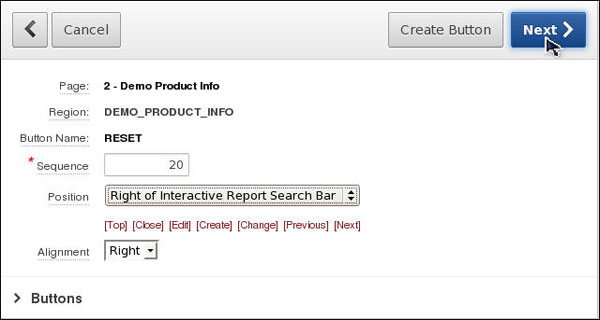 Cancel Create Button Next
Page: 2 - Demo Product Info
Region: DEMO_PRODUCT_INFO
Button Name: RESET
* Sequence 20
Position Right of Interactive Report Search Bar
[Top] [Close] [Edit] [Create] [Change] [Previous] [Next]
Alignment Right
Buttons